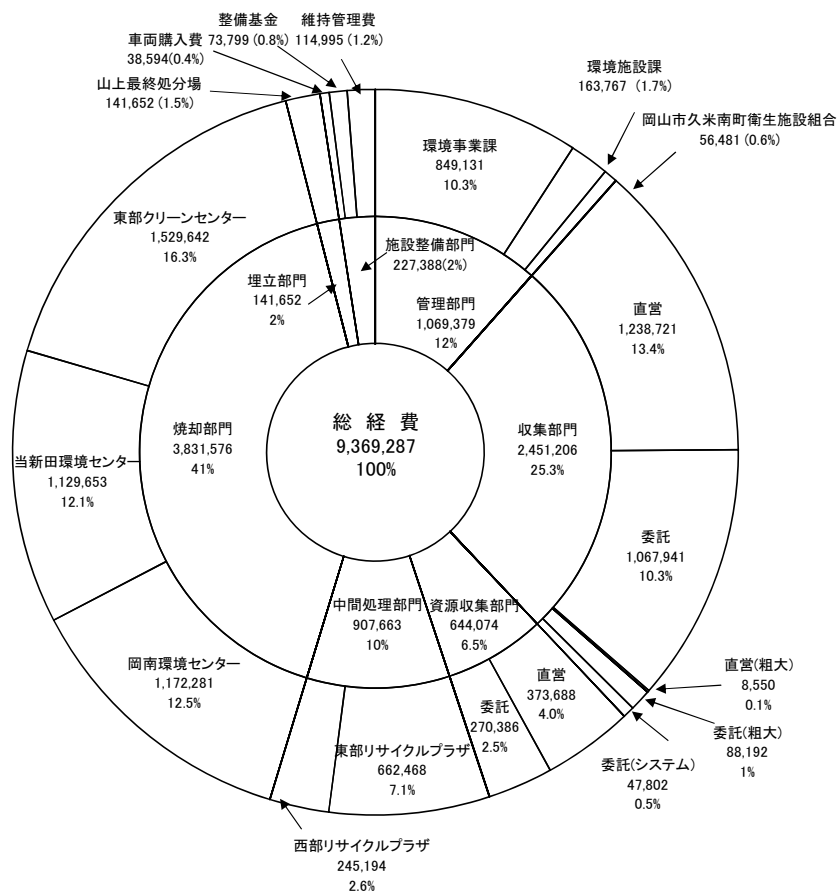 整備基金
73,799 (0.8%)
維持管理費
114,995 (1.2%)
車両購入費
38,594(0.4%)
山上最終処分場
141,652 (1.5%)
環境施設課
163,767 (1.7%)
岡山市久米南町衛生施設組合
56,481 (0.6%)
環境事業課
849,131
10.3%
東部クリーンセンター
1,529,642
16.3%
施設整備部門
227,388(2%)
埋立部門
141,652
2%
管理部門
1,069,379
12%
直営
1,238,721
13.4%
総経費
9,369,287
100%
焼却部門
3,831,576
41%
収集部門
2,451,206
25.3%
当新田環境センター
1,129,653
12.1%
委託
1,067,941
10.3%
中間処理部門
907,663
10%
資源収集部門
644,074
6.5%
岡南環境センター
1,172,281
12.5%
直営
373,688
4.0%
委託
270,386
2.5%
直営(粗大)
8,550
0.1%
委託(粗大)
88,192
1%
委託(システム)
47,802
0.5%
東部リサイクルプラザ
662,468
7.1%
西部リサイクルプラザ
245,194
2.6%